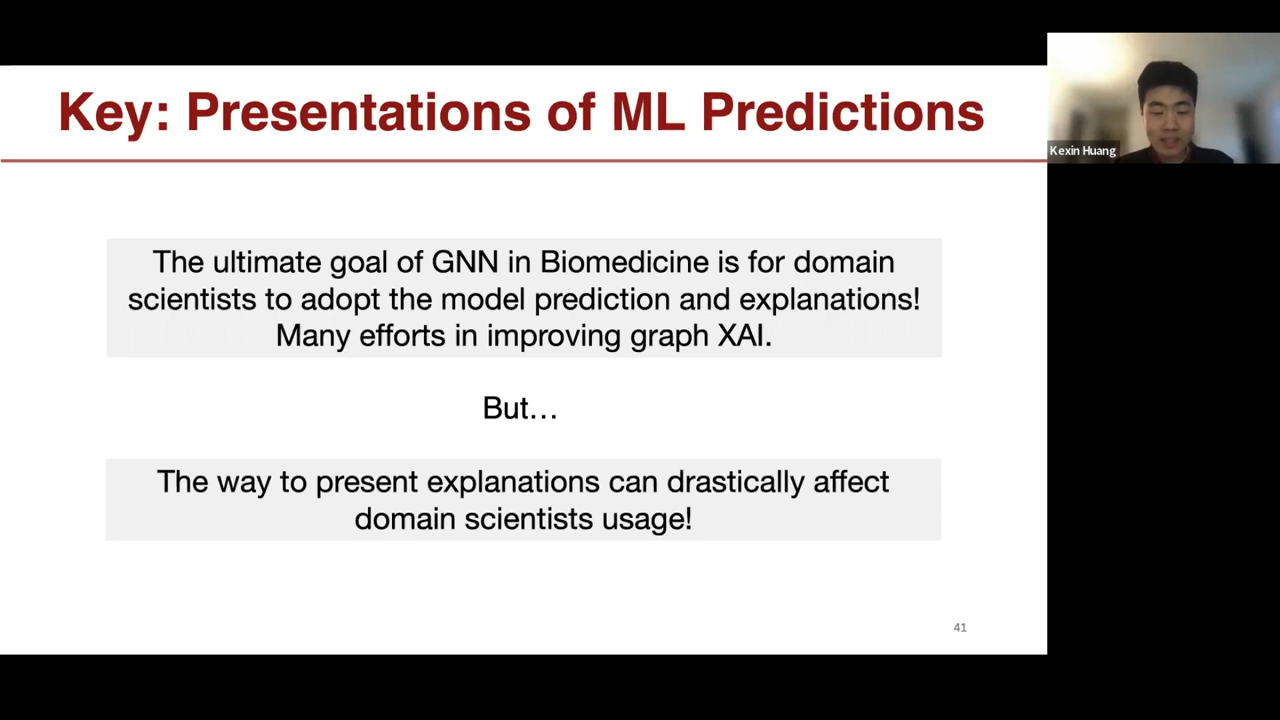 Key: Presentations of ML Predictions
Kexin Huang
The ultimate goal of GNN in Biomedicine is for domain
scientists to adopt the model prediction and explanations!
Many efforts in improving graph XAI.
But…
The way to present explanations can drastically affect
domain scientists usage!
41